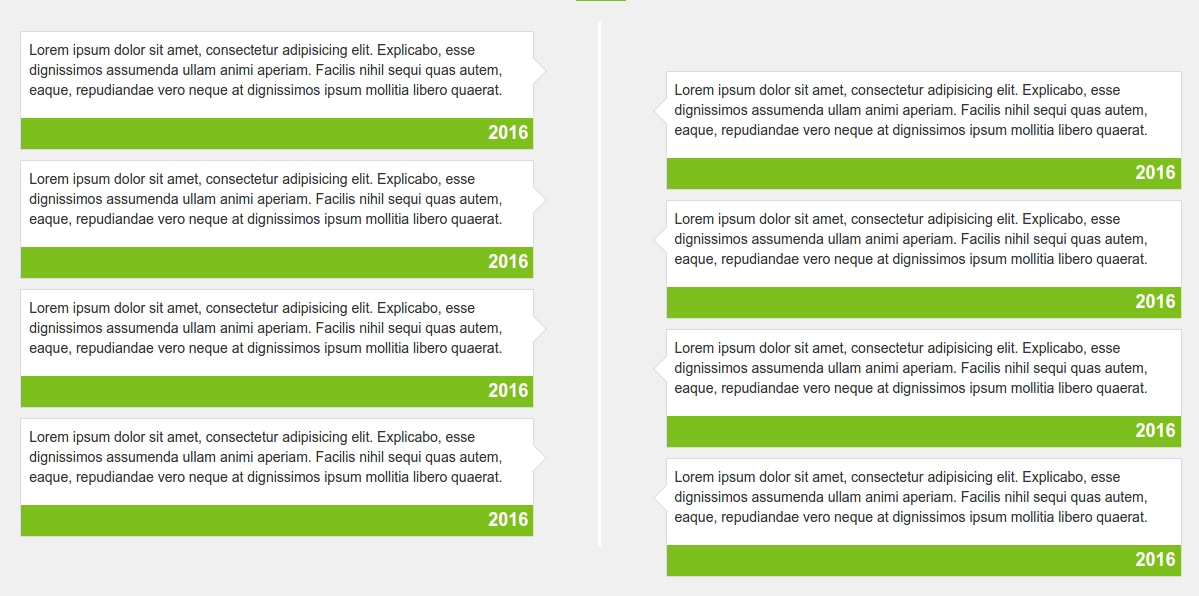 Lorem ipsum dolor sit amet, consectetur adipisicing elit. Explicabo, esse
dignissimos assumenda ullam animi aperiam. Facilis nihil sequi quas autem,
eaque, repudiandae vero neque at dignissimos ipsum mollitia libero quaerat.
2016
Lorem ipsum dolor sit amet, consectetur adipisicing elit. Explicabo, esse
dignissimos assumenda ullam animi aperiam. Facilis nihil sequi quas autem,
eaque, repudiandae vero neque at dignissimos ipsum mollitia libero quaerat.
2016
Lorem ipsum dolor sit amet, consectetur adipisicing elit. Explicabo, esse
dignissimos assumenda ullam animi aperiam. Facilis nihil sequi quas autem,
eaque, repudiandae vero neque at dignissimos ipsum mollitia libero quaerat.
2016
Lorem ipsum dolor sit amet, consectetur adipisicing elit. Explicabo, esse
dignissimos assumenda ullam animi aperiam. Facilis nihil sequi quas autem,
eaque, repudiandae vero neque at dignissimos ipsum mollitia libero quaerat.
2016
Lorem ipsum dolor sit amet, consectetur adipisicing elit. Explicabo, esse
dignissimos assumenda ullam animi aperiam. Facilis nihil sequi quas autem,
eaque, repudiandae vero neque at dignissimos ipsum mollitia libero quaerat.
2016
Lorem ipsum dolor sit amet, consectetur adipisicing elit. Explicabo, esse
dignissimos assumenda ullam animi aperiam. Facilis nihil sequi quas autem,
eaque, repudiandae vero neque at dignissimos ipsum mollitia libero quaerat.
2016
Lorem ipsum dolor sit amet, consectetur adipisicing elit. Explicabo, esse
dignissimos assumenda ullam animi aperiam. Facilis nihil sequi quas autem,
eaque, repudiandae vero neque at dignissimos ipsum mollitia libero quaerat.
2016
Lorem ipsum dolor sit amet, consectetur adipisicing elit. Explicabo, esse
dignissimos assumenda ullam animi aperiam. Facilis nihil sequi quas autem,
eaque, repudiandae vero neque at dignissimos ipsum mollitia libero quaerat.
2016